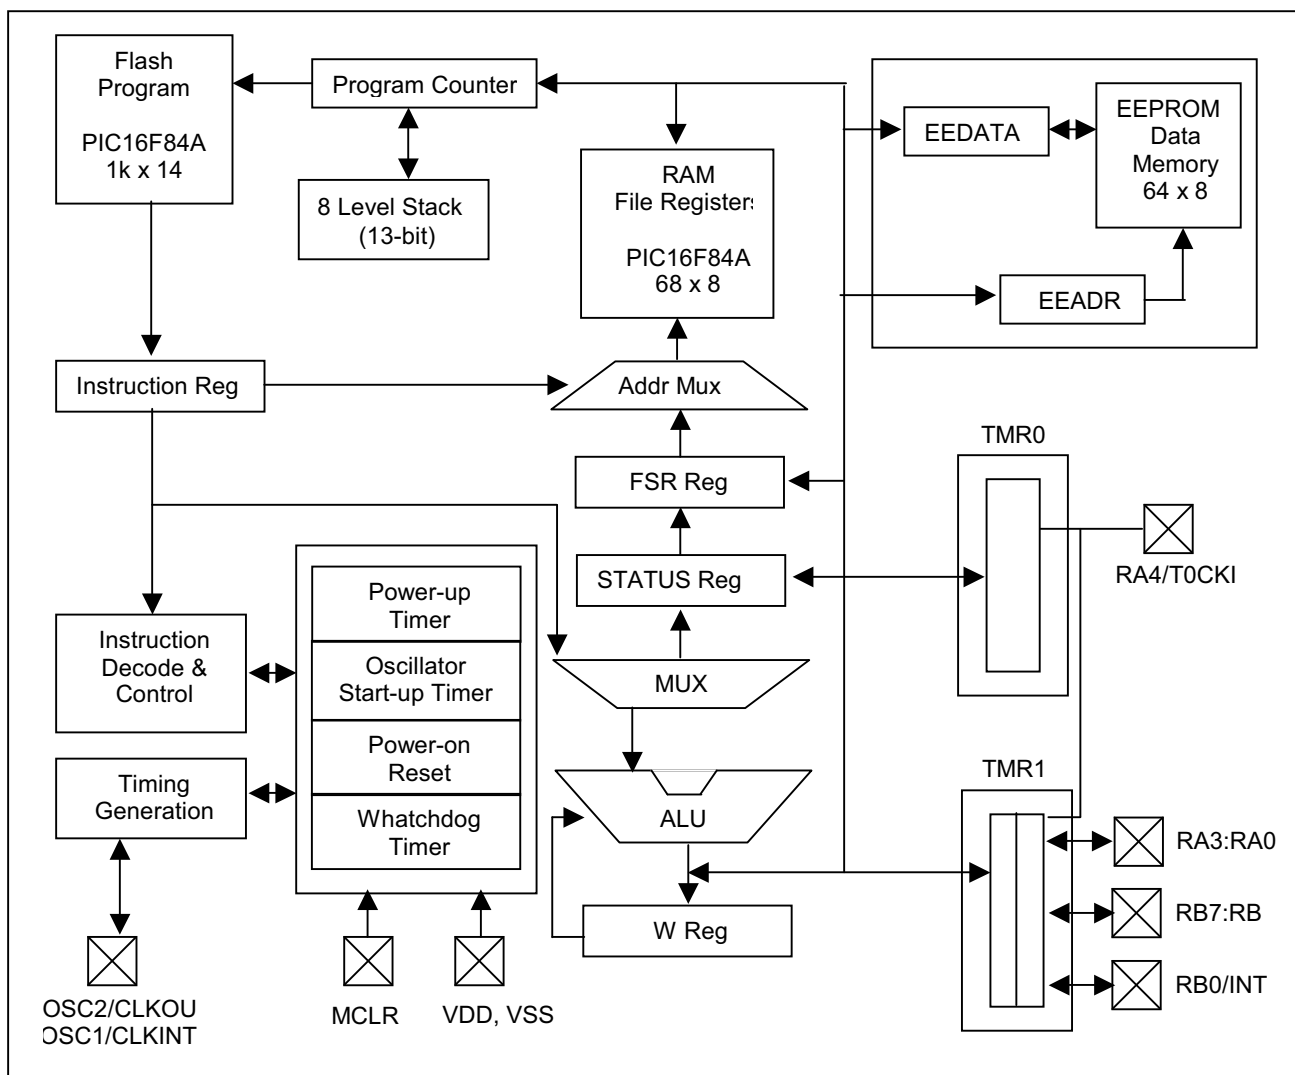 Flash
Program
PIC16F84A
1k x 14
Program Counter
8 Level Stack
(13-bit)
RAM
File Registers
PIC16F84A
68 x 8
EEDATA
EEPROM
Data
Memory
64 x 8
EEADR
Instruction Reg
Addr Mux
FSR Reg
STATUS Reg
TMR0
RA4/T0CKI
Power-up
Timer
Oscillator
Start-up Timer
Power-on
Reset
Whatchdog
Timer
Instruction
Decode &
Control
Timing
Generation
MUX
ALU
W Reg
TMR1
RA3:RA0
RB7:RB
RB0/INT
OSC2/CLKOU
OSC1/CLKINT
MCLR
VDD, VSS